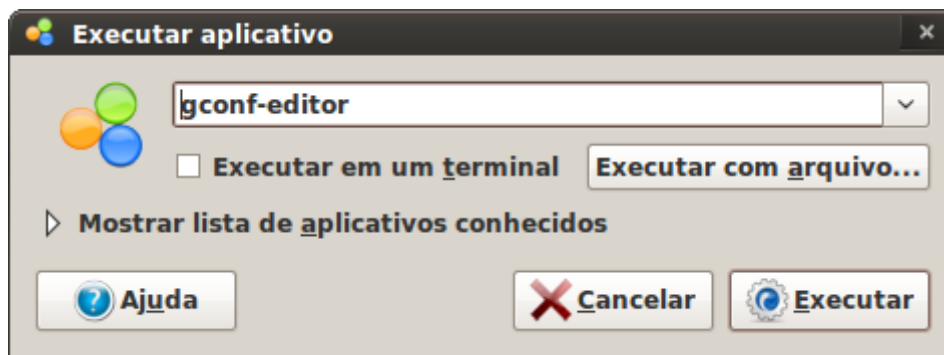 Executar aplicativo
gconf-editor
Executar em um terminal
Executar com arquivo...
Mostrar lista de aplicativos conhecidos
Ajuda
Cancelar
Executar